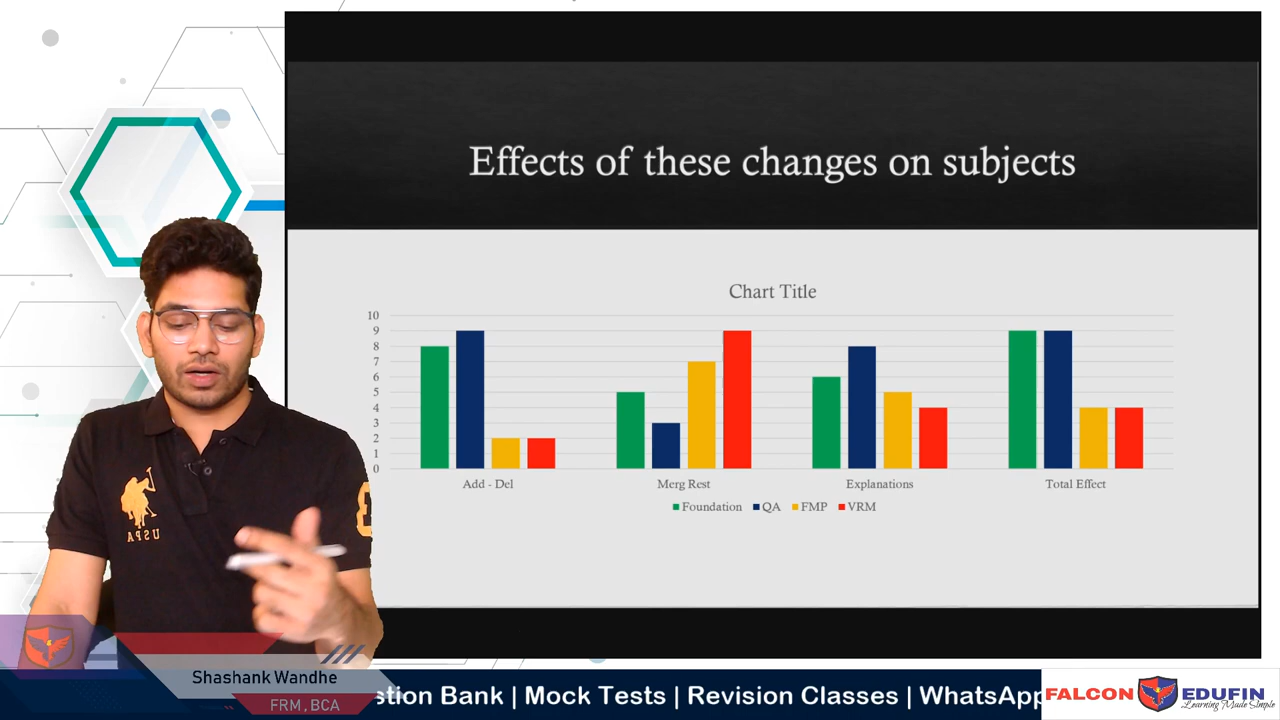 Effects of these changes on subjects
Chart Title
10
9
8
7
6
5
4
3
2
1
0
Add - Del
Merg Rest
Explanations
Total Effect
Foundation
QA
FMP
VRM
USPA
Shashank Wandhe
FRM, BCA
stion Bank | Mock Tests | Revision Classes | WhatsApp
FALCON EDUFIN
Learning Made Simple